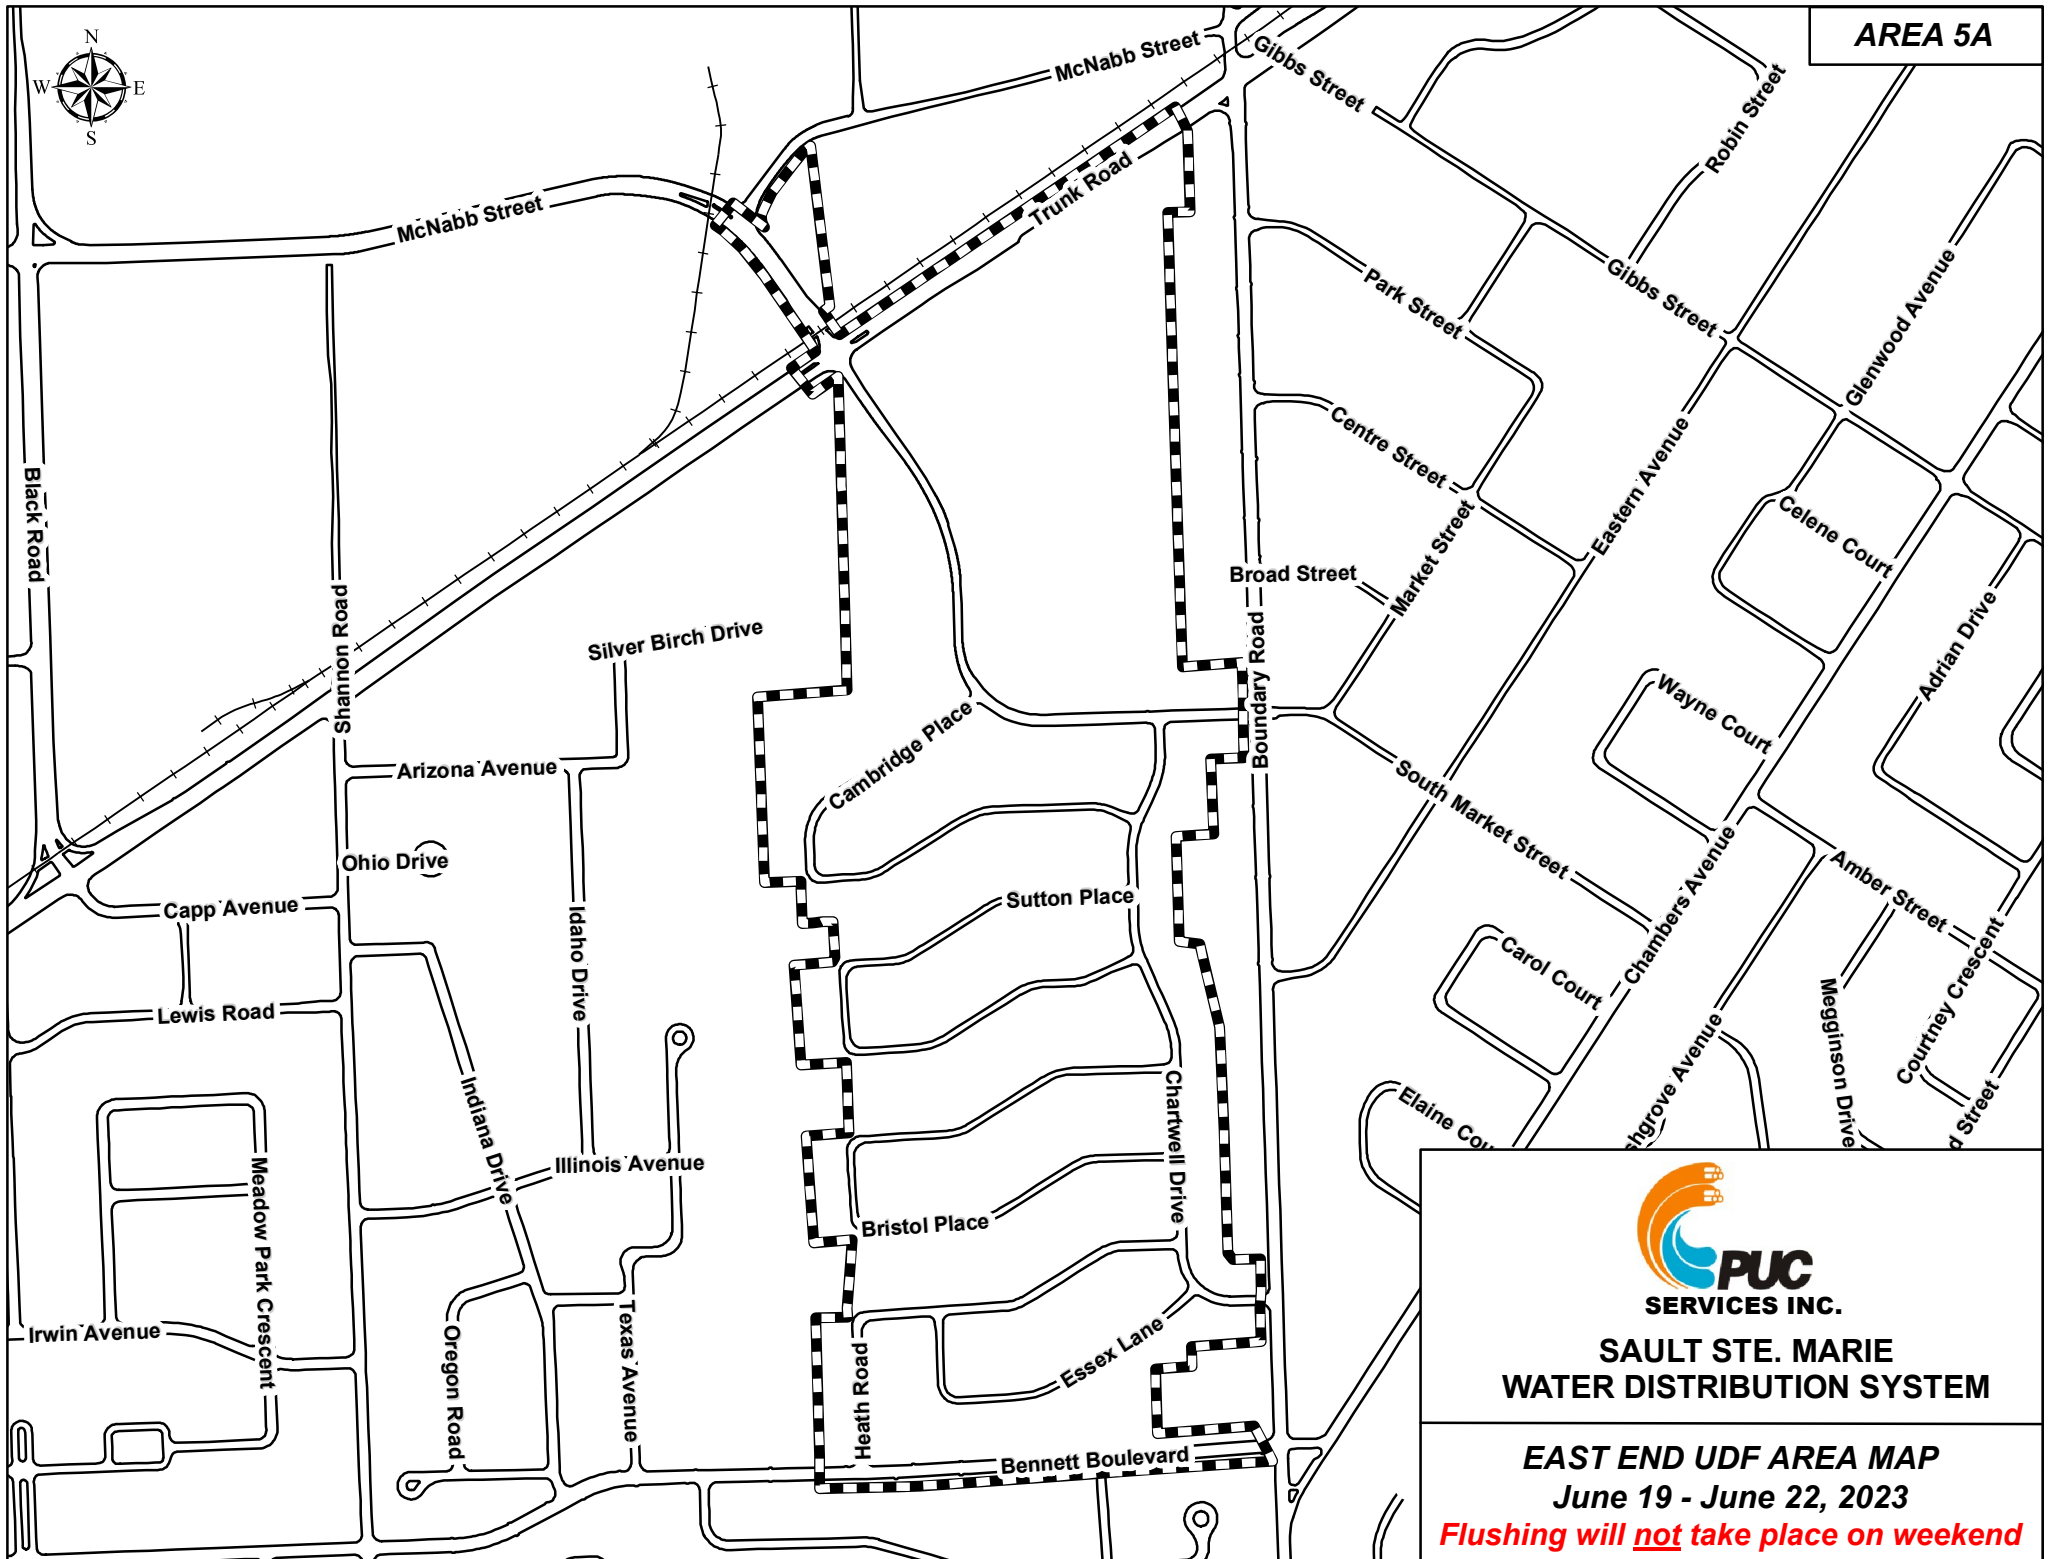 AREA 5A
N
W
E
S
McNabb Street
Gibbs Street
Robin Street
McNabb Street
Trunk Road
Park Street
Gibbs Street
Glenwood Avenue
Centre Street
Eastern Avenue
Black Road
Market Street
Celene Court
Broad Street
Shannon Road
Silver Birch Drive
Boundary Road
Adrian Drive
Wayne Court
Cambridge Place
Arizona Avenue
South Market Street
Ohio Drive
Capp Avenue
Sutton Place
Chambers Avenue
Amber Street
Idaho Drive
Carol Court
Lewis Road
Megginson Drive
Courtney Crescent
Indiana Drive
Chartwell Drive
Elaine Cou
shgrove Avenue
d Street
Illinois Avenue
Meadow Park Crescent
Bristol Place
Irwin Avenue
Oregon Road
Texas Avenue
Heath Road
Essex Lane
Bennett Boulevard
PUC
SERVICES INC.
SAULT STE. MARIE
WATER DISTRIBUTION SYSTEM
EAST END UDF AREA MAP
June 19 - June 22, 2023
Flushing will not take place on weekend